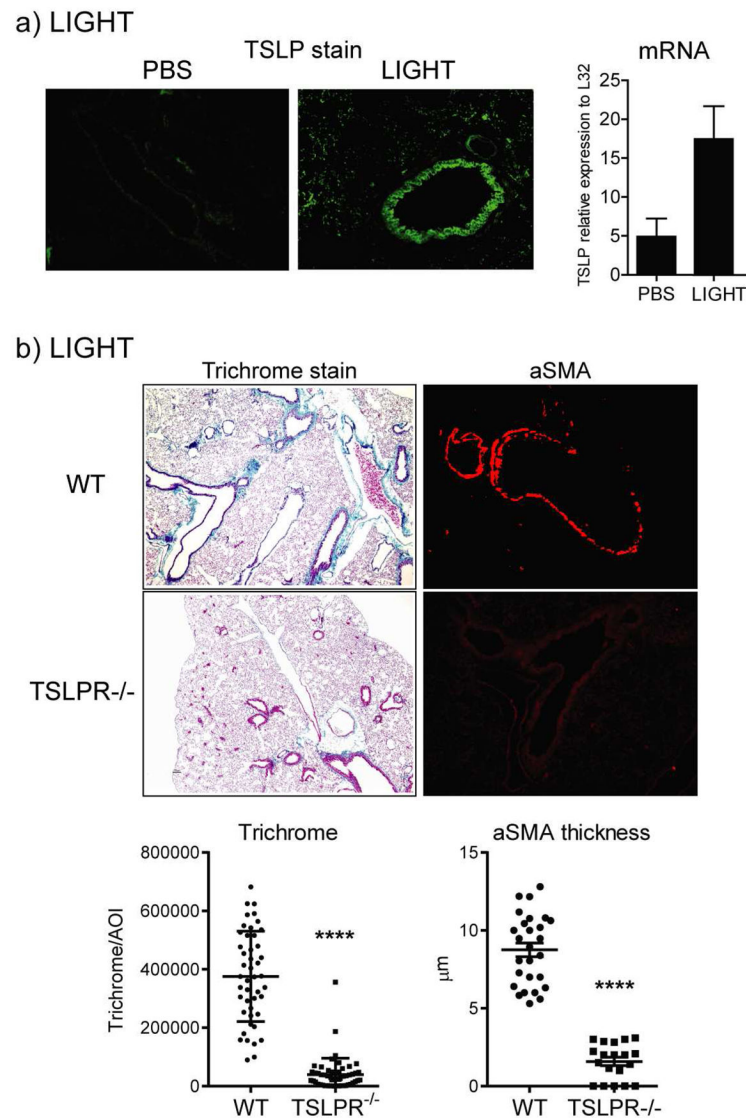 a) LIGHT
TSLP stain
PBS
LIGHT
mRNA
TSLP relative expression to L32
25
20
15
10
5
0
PBS
LIGHT
b) LIGHT
Trichrome stain
aSMA
WT
TSLPR-/-
Trichrome
Trichrome/AOI
800000
600000
400000
200000
0
****
WT
TSLPR-/-
aSMA thickness
µm
15
10
5
0
****
WT
TSLPR-/-